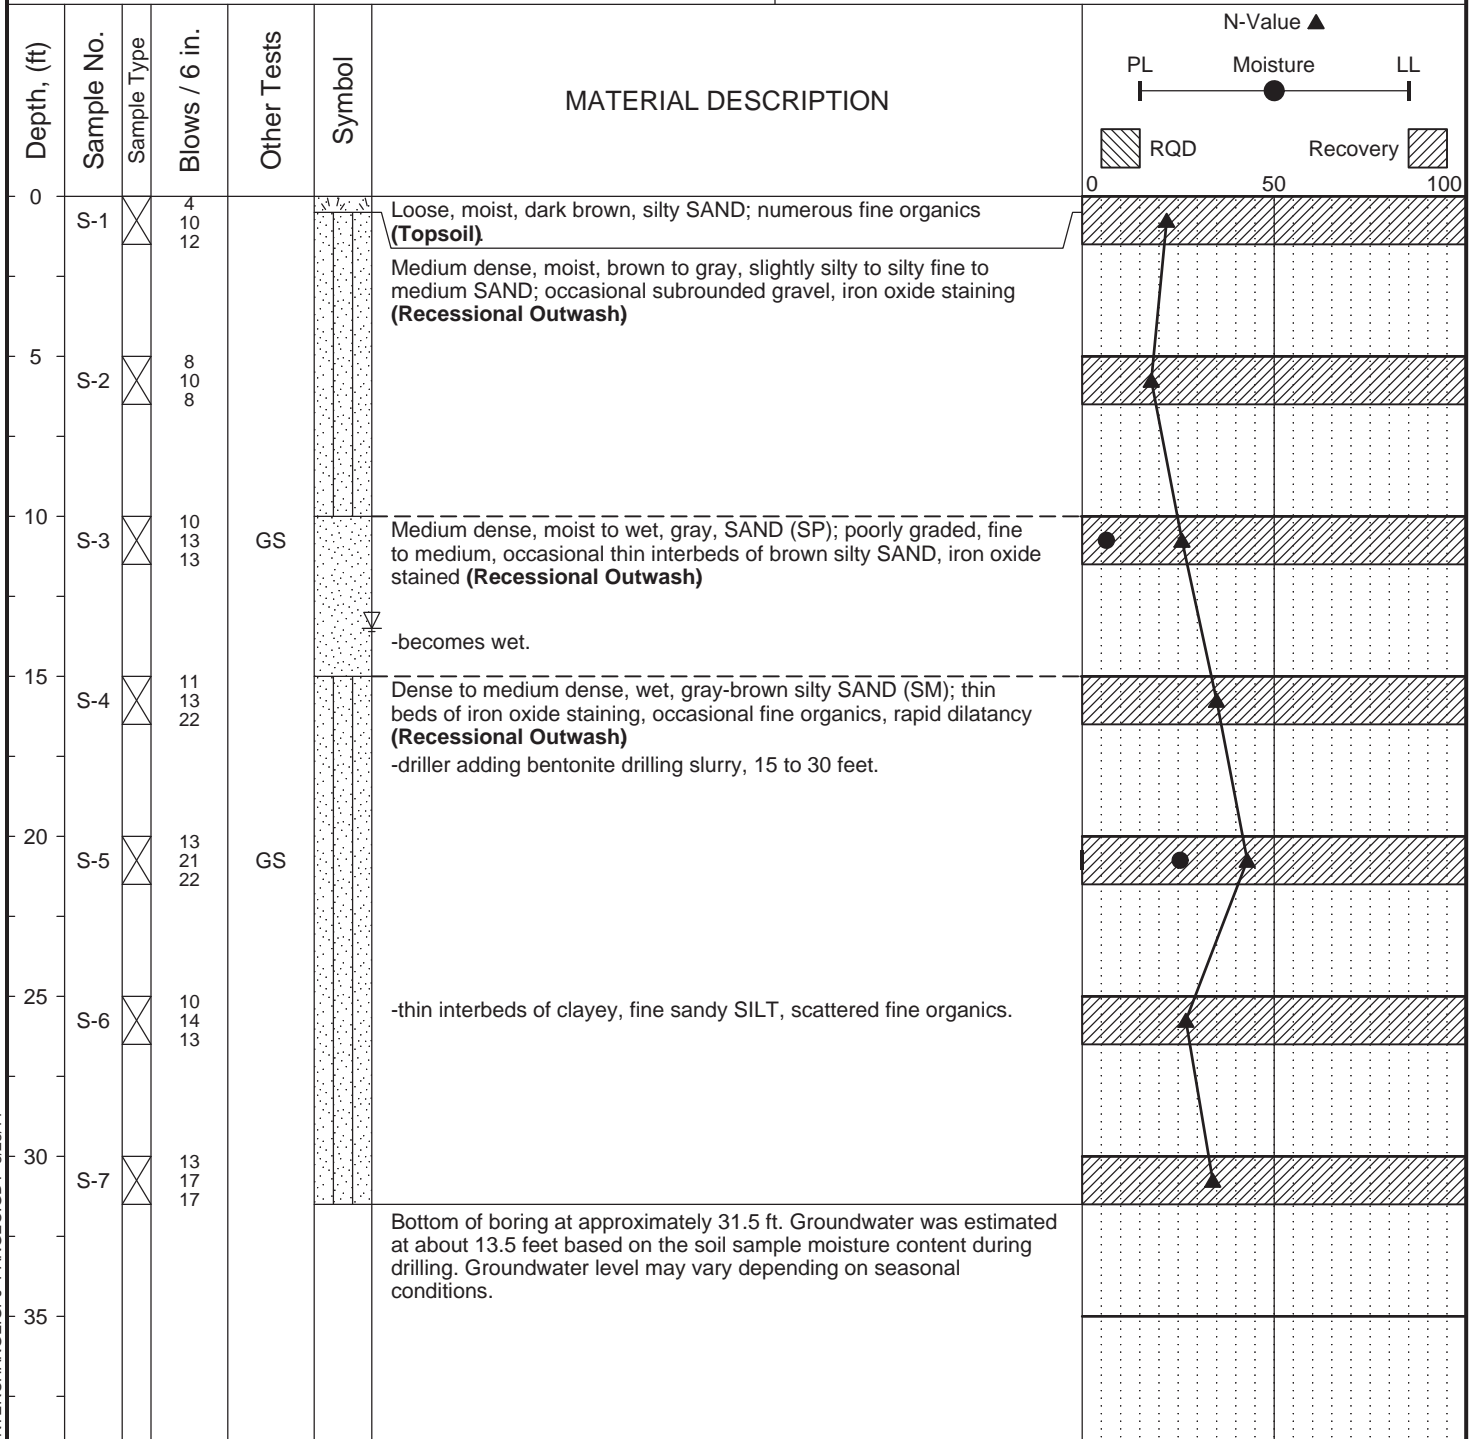 Depth, (ft)
Sample No.
Sample Type
Blows / 6 in.
Other Tests
Symbol
MATERIAL DESCRIPTION
N-Value
PL Moisture LL
RQD Recovery
0 50 100
0
S-1
4
10
12
Loose, moist, dark brown, silty SAND; numerous fine organics
(Topsoil).
Medium dense, moist, brown to gray, slightly silty to silty fine to
medium SAND; occasional subrounded gravel, iron oxide staining
(Recessional Outwash)
5
S-2
8
10
8
10
S-3
10
13
13
GS
Medium dense, moist to wet, gray, SAND (SP); poorly graded, fine
to medium, occasional thin interbeds of brown silty SAND, iron oxide
stained (Recessional Outwash)
-becomes wet.
15
S-4
11
13
22
Dense to medium dense, wet, gray-brown silty SAND (SM); thin
beds of iron oxide staining, occasional fine organics, rapid dilatancy
(Recessional Outwash)
-driller adding bentonite drilling slurry, 15 to 30 feet.
20
S-5
13
21
22
GS
25
S-6
10
14
13
-thin interbeds of clayey, fine sandy SILT, scattered fine organics.
30
S-7
13
17
17
Bottom of boring at approximately 31.5 ft. Groundwater was estimated
at about 13.5 feet based on the soil sample moisture content during
drilling. Groundwater level may vary depending on seasonal
conditions.
35